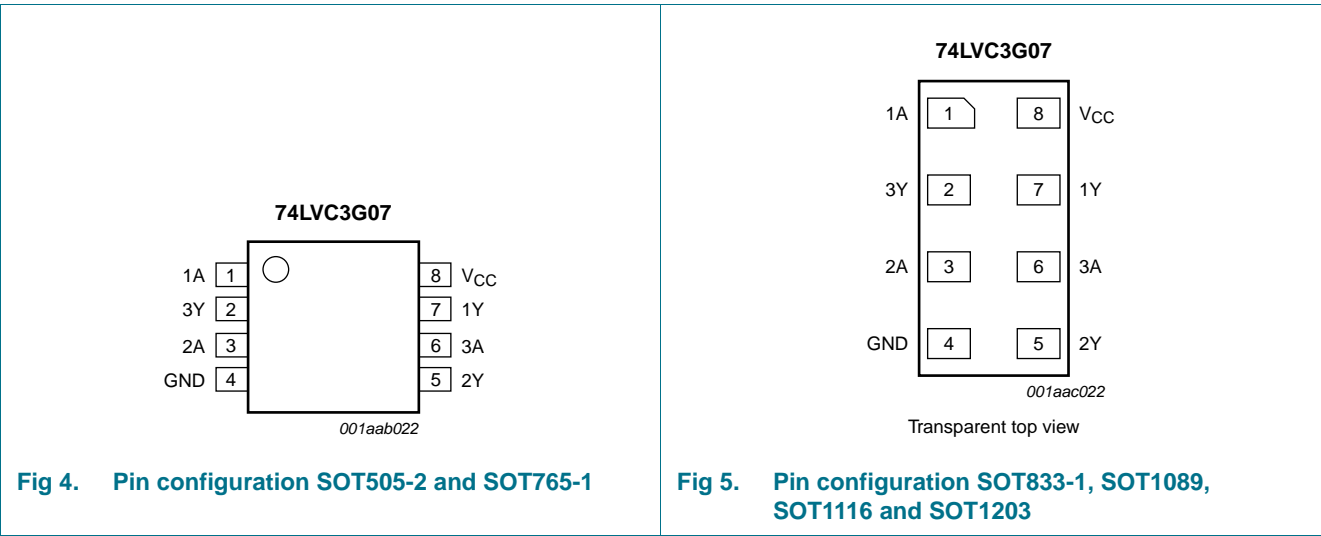 74LVC3G07
1A 1 8 VCC
3Y 2 7 1Y
2A 3 6 3A
GND 4 5 2Y
001aab022
Fig 4. Pin configuration SOT505-2 and SOT765-1
74LVC3G07
1A 1 8 VCC
3Y 2 7 1Y
2A 3 6 3A
GND 4 5 2Y
001aac022
Transparent top view
Fig 5. Pin configuration SOT833-1, SOT1089,
SOT1116 and SOT1203